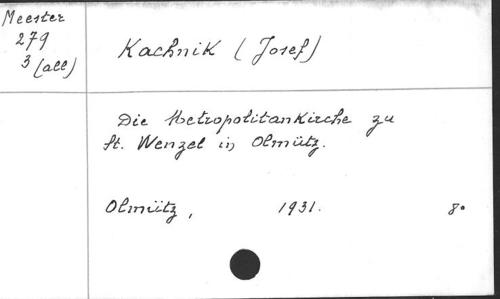 Meester
279
3 (all)
Kachnik (Josef)
Die Metropolitankirche zu
St. Wenzel in Olmütz.
Olmütz, 1931. 8°